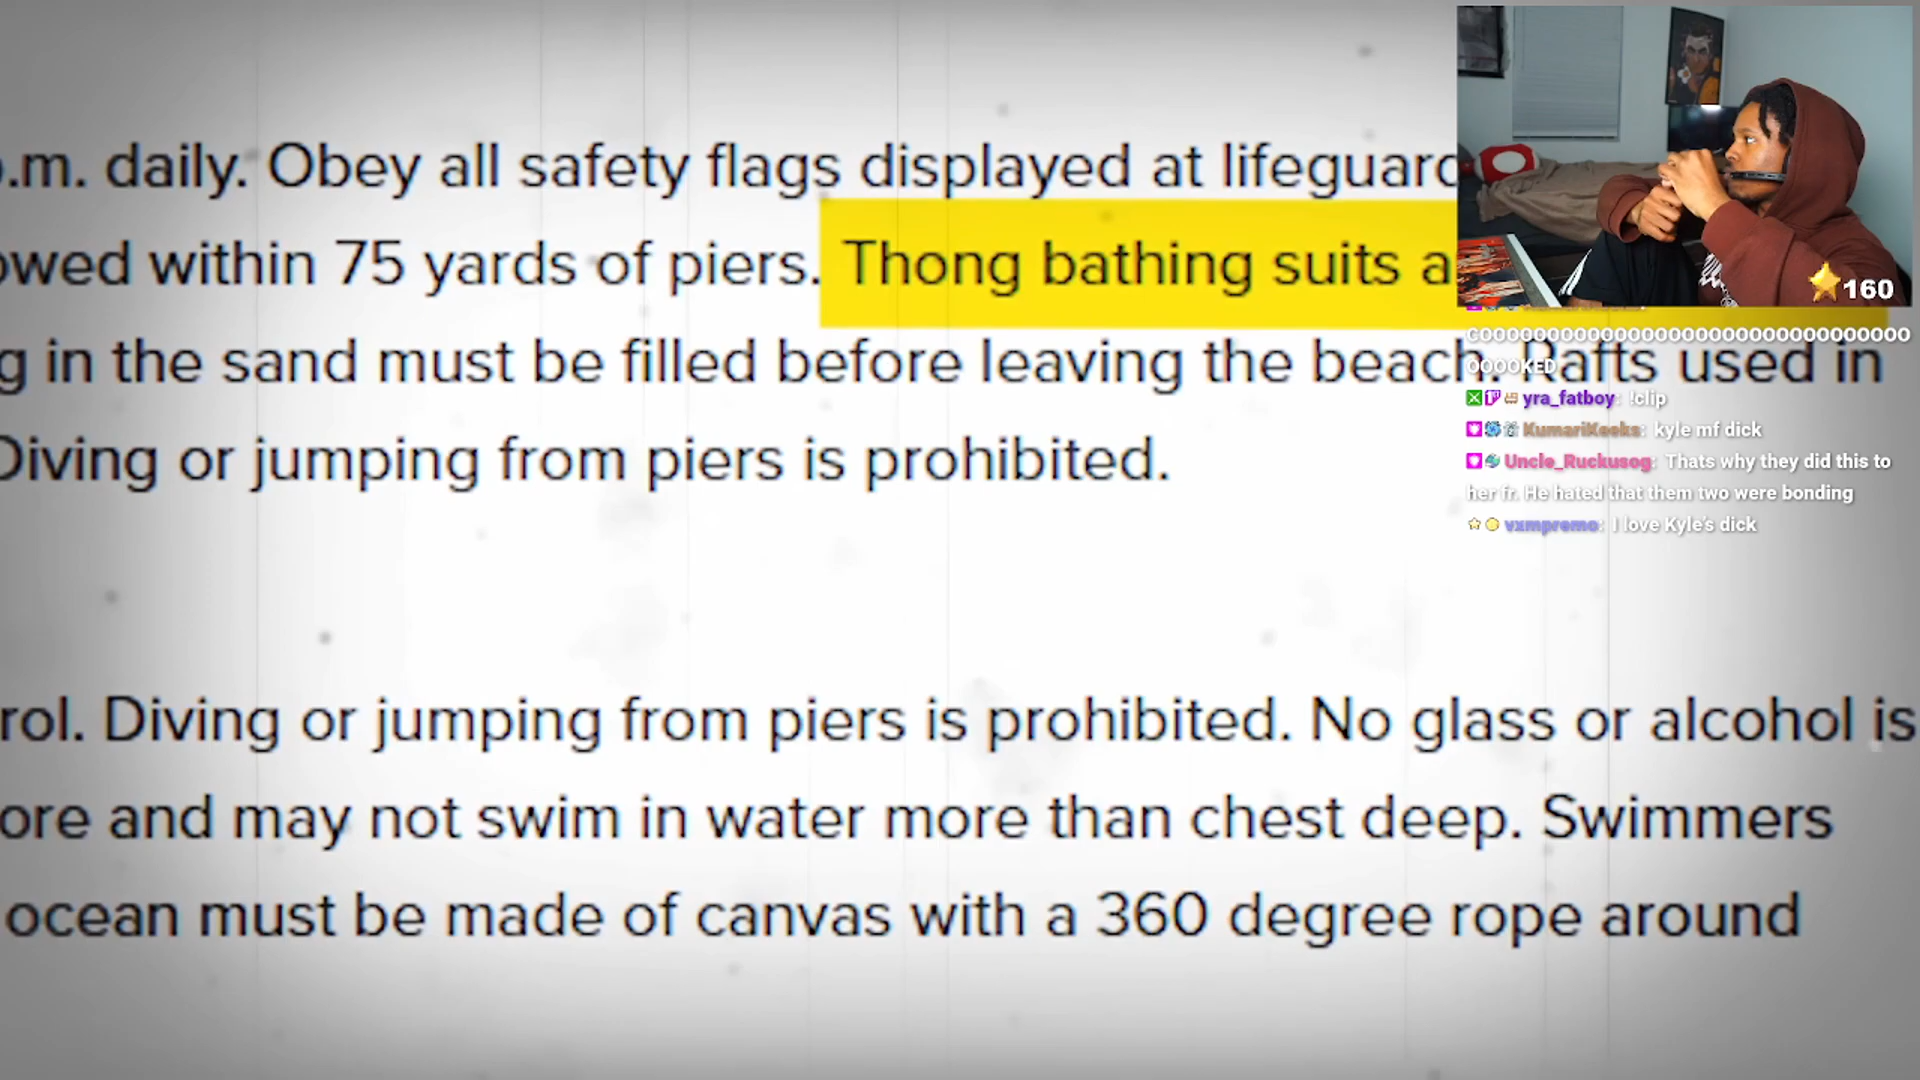 .m. daily. Obey all safety flags displayed at lifeguard
owed within 75 yards of piers. Thong bathing suits a
g in the sand must be filled before leaving the beach. Rafts used in
Diving or jumping from piers is prohibited.
rol. Diving or jumping from piers is prohibited. No glass or alcohol is
ore and may not swim in water more than chest deep. Swimmers
ocean must be made of canvas with a 360 degree rope around
160
OOOOKED
yra_fatboy: !clip
KumariKeeks: kyle mf dick
Uncle_Ruckusog: Thats why they did this to
her fr. He hated that them two were bonding
vxmpremo: I love Kyle's dick